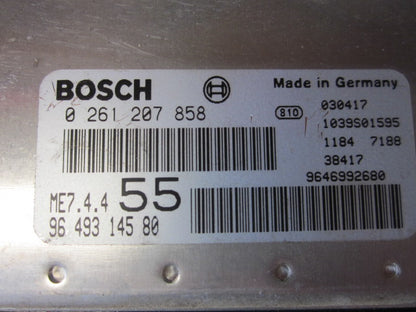 BOSCH
Made in Germany
0 261 207 858
810
030417
1039S01595
1184 7188
38417
9646992680
ME7.4.4 55
96 493 145 80